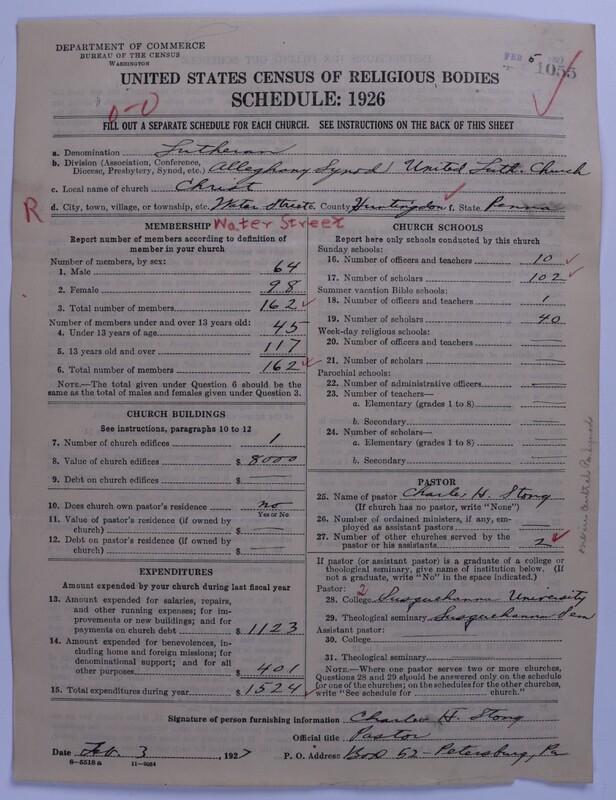 DEPARTMENT OF COMMERCE
BUREAU OF THE CENSUS
WASHINGTON
FEB 5
1055
UNITED STATES CENSUS OF RELIGIOUS BODIES
SCHEDULE: 1926
0-0
FILL OUT A SEPARATE SCHEDULE FOR EACH CHURCH. SEE INSTRUCTIONS ON THE BACK OF THIS SHEET
a. Denomination Lutheran
b. Division (Association, Conference, Diocese, Presbytery, Synod, etc.) Alleghany Synod United Luth. Church
c. Local name of church Christ
R d. City, town, village, or township, etc. Water Street e. County Huntingdon f. State Penna
Water Street
MEMBERSHIP
Report number of members according to definition of
member in your church
Number of members, by sex:
1. Male 64
2. Female 98
3. Total number of members 162
Number of members under and over 13 years old:
4. Under 13 years of age 45
5. 13 years old and over 117
6. Total number of members 162
NOTE.—The total given under Question 6 should be
same as the total of males and females given under Question 3.
CHURCH BUILDINGS
See instructions, paragraphs 10 to 12
7. Number of church edifices 1
8. Value of church edifices $ 8000
9. Debt on church edifices $
10. Does church own pastor's residence? no
Yes or No
11. Value of pastor's residence (if owned by
church) $
12. Debt on pastor's residence (if owned by
church) $
EXPENDITURES
Amount expended by your church during last fiscal year
13. Amount expended for salaries, repairs,
and other running expenses; for im-
provements or new buildings; and for
payments on church debt $ 1123
14. Amount expended for benevolences, in-
cluding home and foreign missions; for
denominational support; and for all
other purposes $ 401
15. Total expenditures during year $ 1524
CHURCH SCHOOLS
Report here only schools conducted by this church
Sunday schools:
16. Number of officers and teachers 10
17. Number of scholars 102
Summer vacation Bible schools:
18. Number of officers and teachers 1
19. Number of scholars 40
Week-day religious schools:
20. Number of officers and teachers
21. Number of scholars
Parochial schools:
22. Number of administrative officers
23. Number of teachers—
a. Elementary (grades 1 to 8)
b. Secondary
24. Number of scholars—
a. Elementary (grades 1 to 8)
b. Secondary
PASTOR
25. Name of pastor Charles H. Stong
(If church has no pastor, write "None")
26. Number of ordained ministers, if any, em-
ployed as assistant pastors
27. Number of other churches served by the
pastor or his assistants 2
If pastor (or assistant pastor) is a graduate of a college or
theological seminary, give name of institution below. (If
not a graduate, write "No" in the space indicated.)
Pastor: 2
28. College Susquehanna University
29. Theological seminary Susquehanna Sem
Assistant pastor:
30. College
31. Theological seminary
NOTE.—Where one pastor serves two or more churches,
Questions 28 and 29 should be answered only on the schedule
for one of the churches; on the schedules for the other churches,
write "See schedule for church."
Signature of person furnishing information Charles H. Stong
Official title Pastor
Date Feb. 3, 1927 P. O. Address Box 52 - Petersburg, Pa
8-5518 a 11-9084